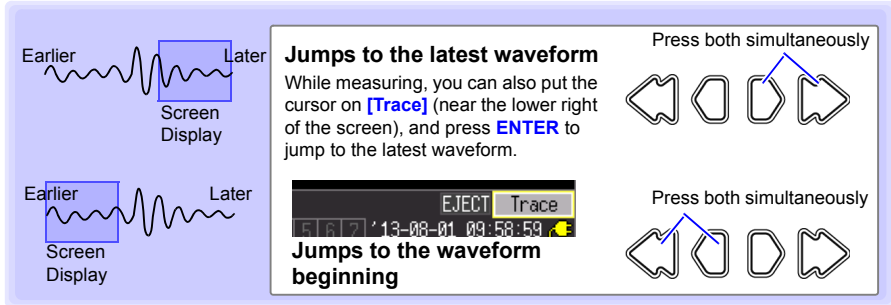 Earlier
Later
Screen
Display
Jumps to the latest waveform
While measuring, you can also put the
cursor on [Trace] (near the lower right
of the screen), and press ENTER to
jump to the latest waveform.
Press both simultaneously
Earlier
Later
Screen
Display
EJECT Trace
5 6 7 '13-08-01 09:58:59
Jumps to the waveform
beginning
Press both simultaneously